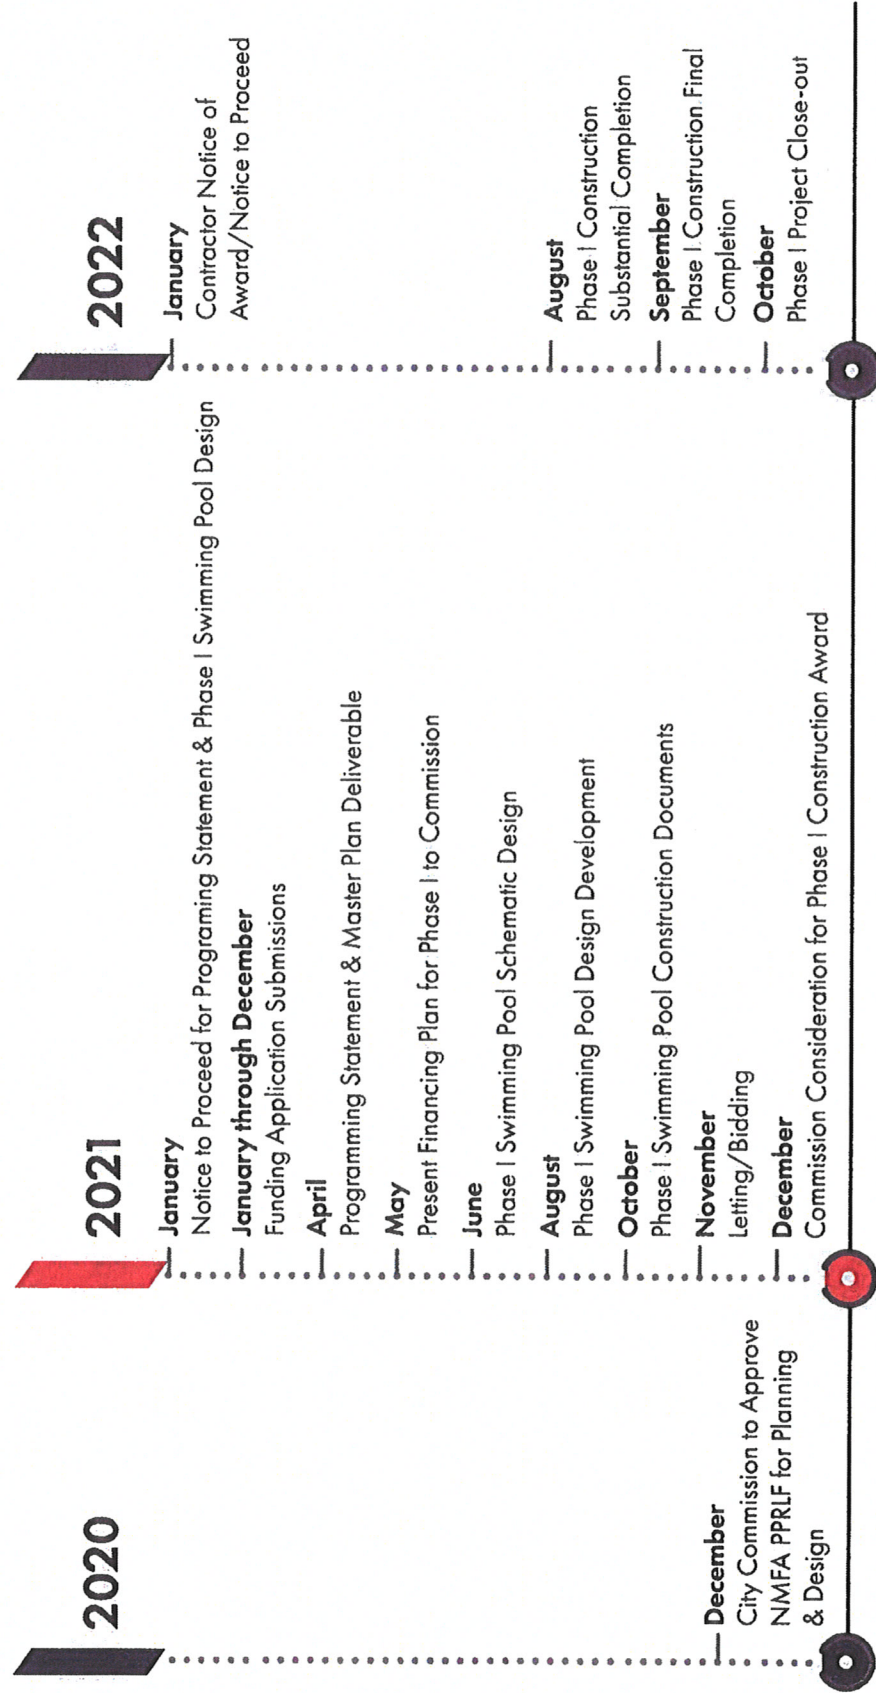 2020
December
City Commission to Approve
NMFA PPRLF for Planning
& Design
2021
January
Notice to Proceed for Programing Statement & Phase I Swimming Pool Design
January through December
Funding Application Submissions
April
Programming Statement & Master Plan Deliverable
May
Present Financing Plan for Phase I to Commission
June
Phase I Swimming Pool Schematic Design
August
Phase I Swimming Pool Design Development
October
Phase I Swimming Pool Construction Documents
November
Letting/Bidding
December
Commission Consideration for Phase I Construction Award
2022
January
Contractor Notice of
Award/Notice to Proceed
August
Phase I Construction
Substantial Completion
September
Phase I Construction Final
Completion
October
Phase I Project Close-out